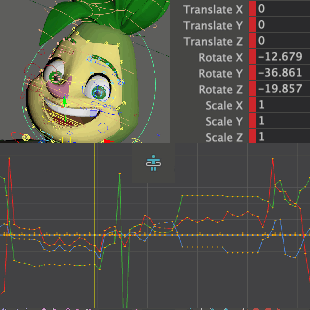 Translate X 0
Translate Y 0
Translate Z 0
Rotate X -12.679
Rotate Y -36.861
Rotate Z -19.857
Scale X 1
Scale Y 1
Scale Z 1